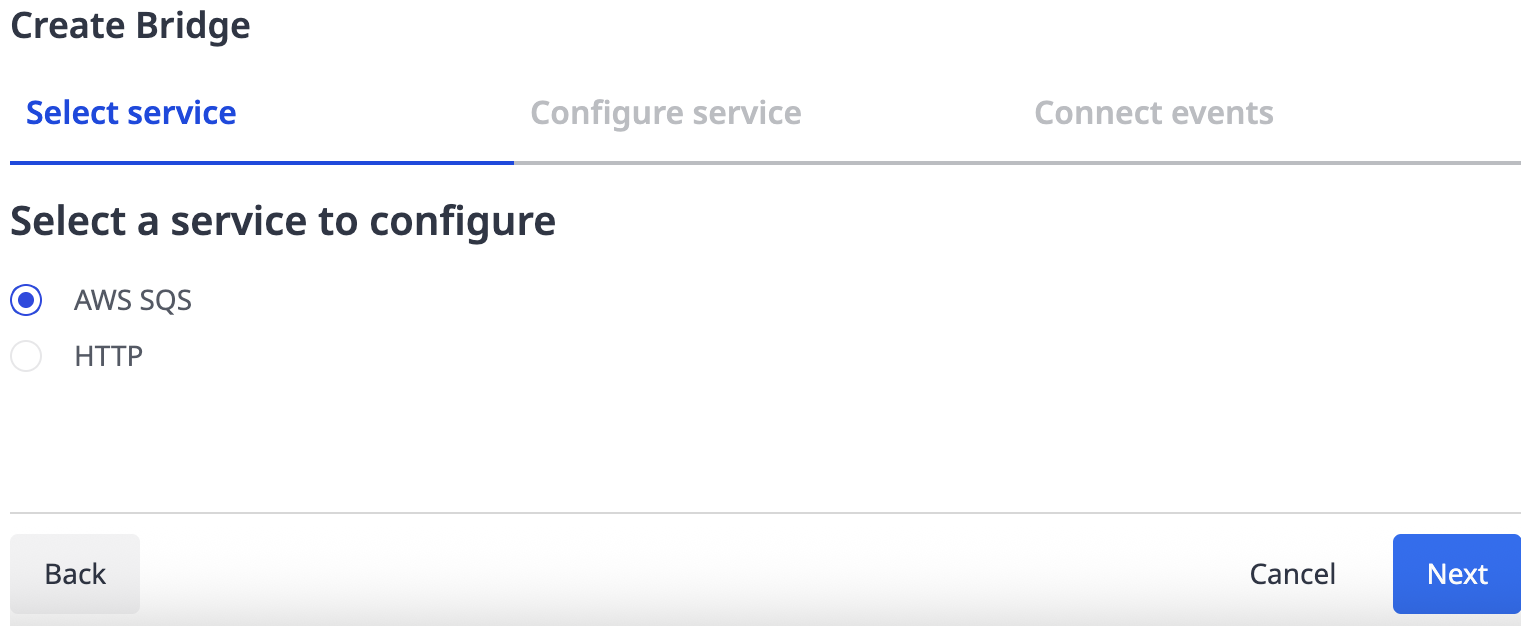 Create Bridge
Select service Configure service Connect events
Select a service to configure
AWS SQS
HTTP
Back Cancel Next